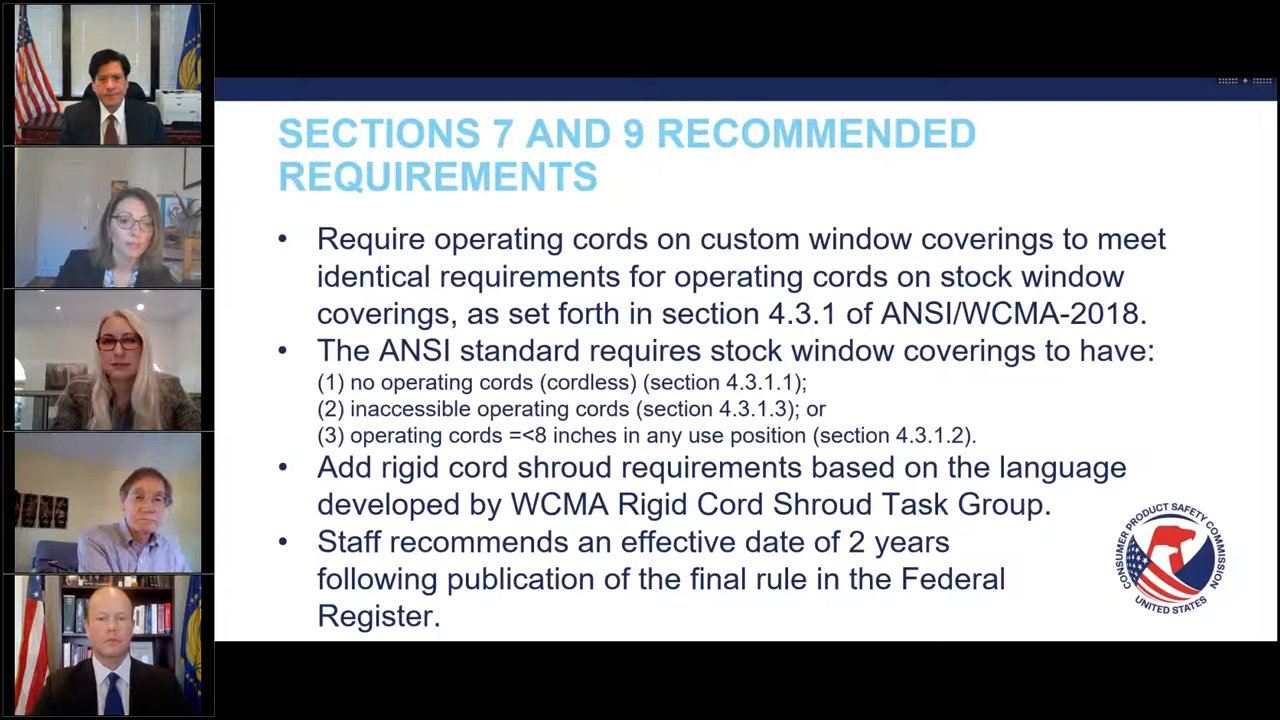 SECTIONS 7 AND 9 RECOMMENDED
REQUIREMENTS
• Require operating cords on custom window coverings to meet
identical requirements for operating cords on stock window
coverings, as set forth in section 4.3.1 of ANSI/WCMA-2018.
• The ANSI standard requires stock window coverings to have:
(1) no operating cords (cordless) (section 4.3.1.1);
(2) inaccessible operating cords (section 4.3.1.3); or
(3) operating cords =<8 inches in any use position (section 4.3.1.2).
• Add rigid cord shroud requirements based on the language
developed by WCMA Rigid Cord Shroud Task Group.
• Staff recommends an effective date of 2 years
following publication of the final rule in the Federal
Register.
CONSUMER PRODUCT SAFETY COMMISSION
UNITED STATES